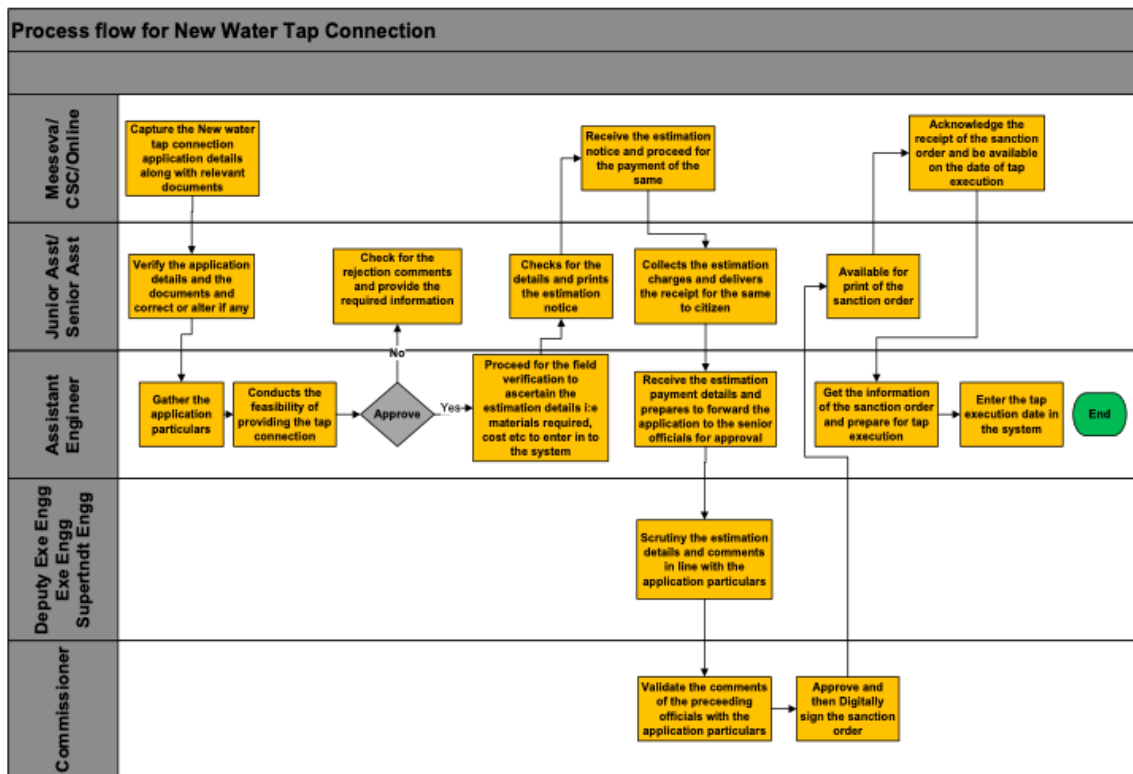 Process flow for New Water Tap Connection
Meeseva/
CSC/Online
Capture the New water
tap connection
application details
along with relevant
documents
Receive the estimation
notice and proceed for
the payment of the
same
Acknowledge the
receipt of the sanction
order and be available
on the date of tap
execution
Junior Asst/
Senior Asst
Verify the application
details and the
documents and
correct or alter if any
Check for the
rejection comments
and provide the
required information
Checks for the
details and prints
the estimation
notice
Collects the estimation
charges and delivers
the receipt for the same
to citizen
Available for
print of the
sanction order
Assistant
Engineer
Gather the
application
particulars
Conducts the
feasibility of
providing the tap
connection
No
Approve
Yes
Proceed for the field
verification to
ascertain the
estimation details i:e
materials required,
cost etc to enter in to
the system
Receive the estimation
payment details and
prepares to forward the
application to the senior
officials for approval
Get the information
of the sanction order
and prepare for tap
execution
Enter the tap
execution date in
the system
End
Deputy Exe Engg
Exe Engg
Supertndt Engg
Scrutiny the estimation
details and comments
in line with the
application particulars
Commissioner
Validate the comments
of the preceeding
officials with the
application particulars
Approve and
then Digitally
sign the sanction
order